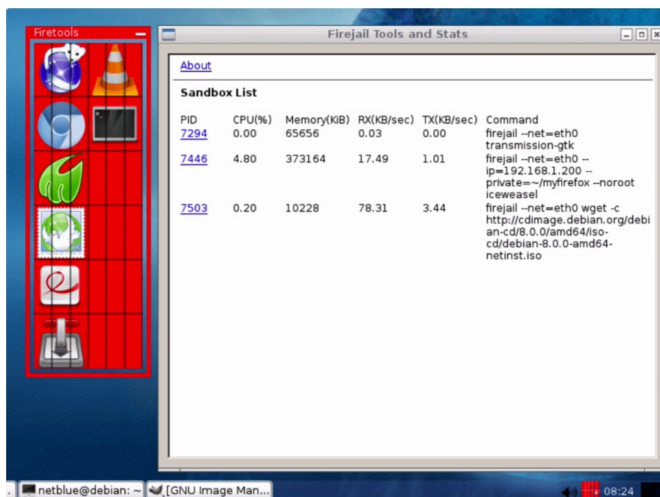 Firetools
Firejail Tools and Stats
About
Sandbox List
PID CPU(%) Memory(KiB) RX(KB/sec) TX(KB/sec) Command
7294 0.00 65656 0.03 0.00 firejail --net=eth0
transmission-gtk
7446 4.80 373164 17.49 1.01 firejail --net=eth0 --
ip=192.168.1.200 --
private=~/myfirefox --noroot
iceweasel
7503 0.20 10228 78.31 3.44 firejail --net=eth0 wget -c
http://cdimage.debian.org/debi
an-cd/8.0.0/amd64/iso-
cd/debian-8.0.0-amd64-
netinst.iso
. netblue@debian: ~ [GNU Image Man... 08:24